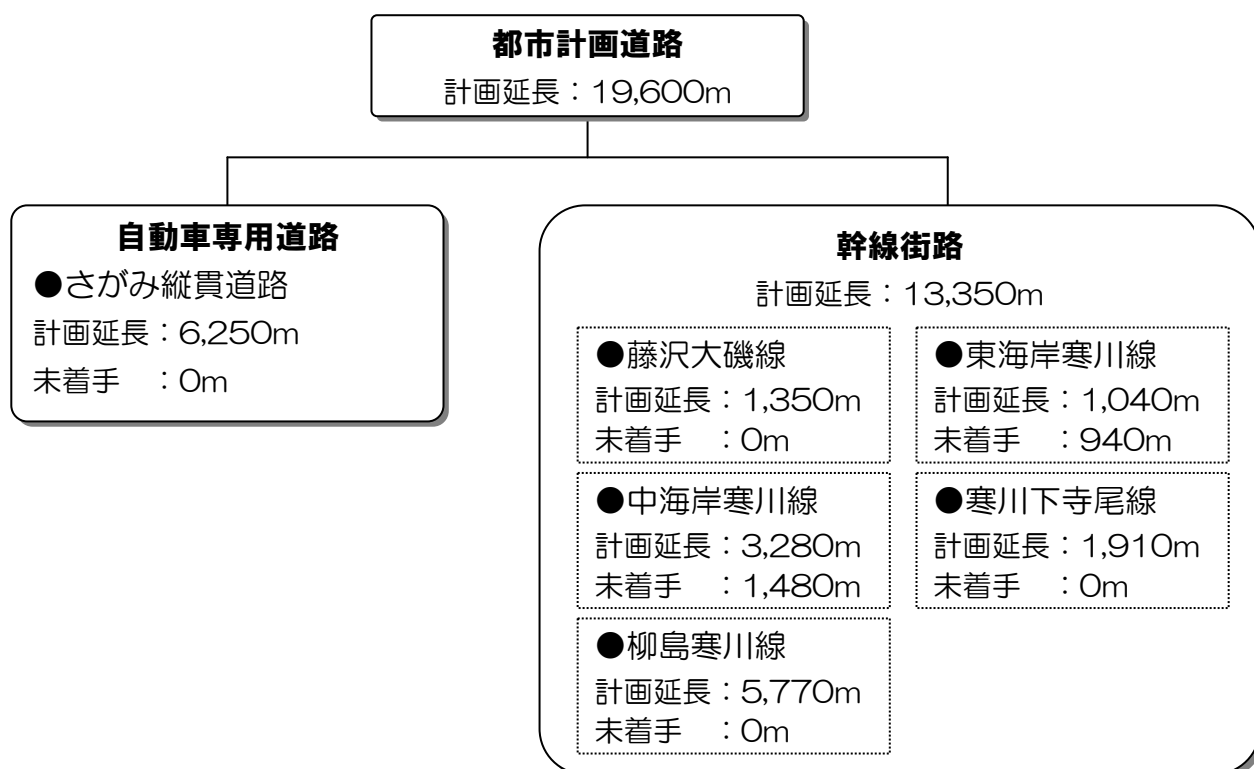 都市計画道路
計画延長：19,600m
自動車専用道路
●さがみ縦貫道路
計画延長：6,250m
未着手　：0m
幹線街路
計画延長：13,350m
●藤沢大磯線
計画延長：1,350m
未着手　：0m
●東海岸寒川線
計画延長：1,040m
未着手　：940m
●中海岸寒川線
計画延長：3,280m
未着手　：1,480m
●寒川下寺尾線
計画延長：1,910m
未着手　：0m
●柳島寒川線
計画延長：5,770m
未着手　：0m